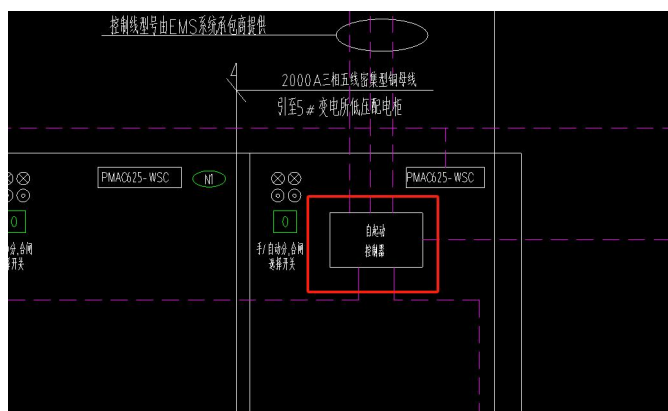 控制线型号由EMS系统承包商提供
4
2000A三相五线密集型铜母线
引至5#变电所低压配电柜
PMAC625-WSC
N1
PMAC625-WSC
0
自起动
控制器
0
手/自动分、合闸
选择开关
动分、合闸
择开关